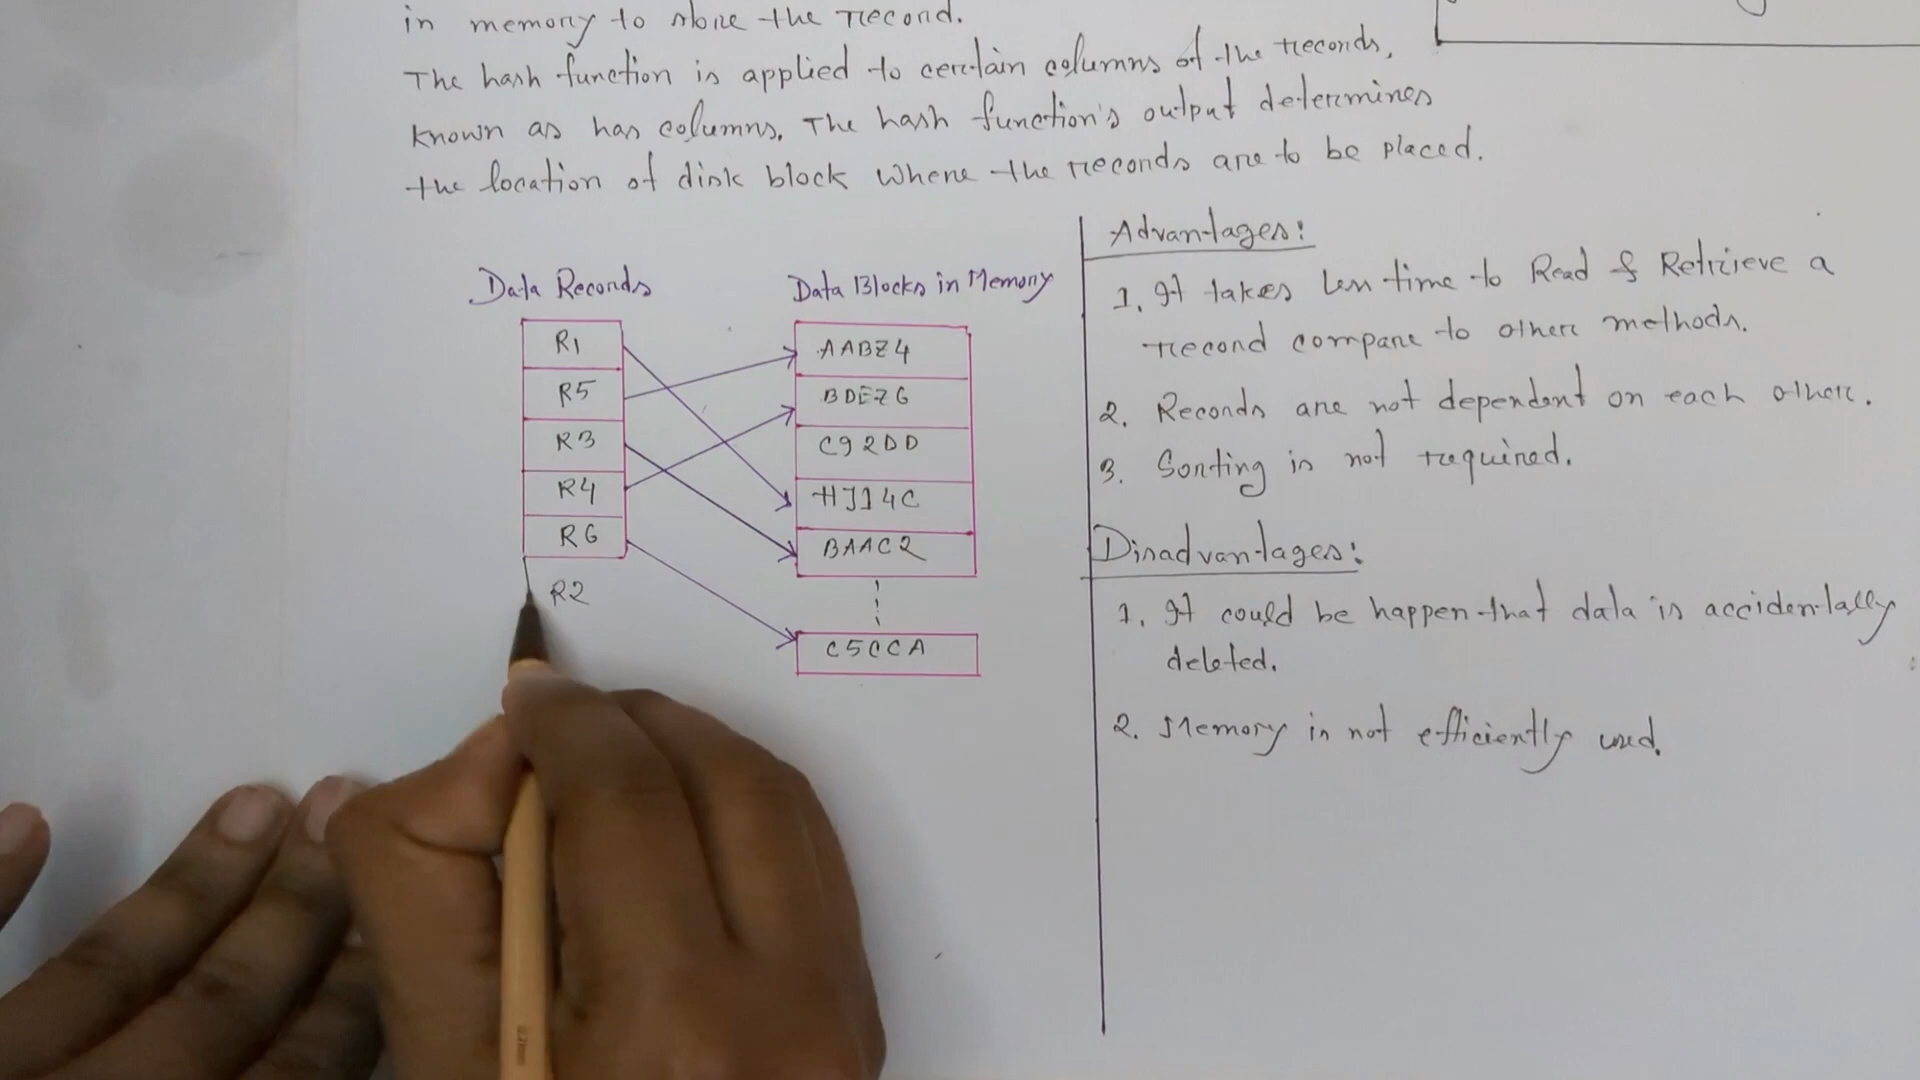 in memory to store the record.
The hash function is applied to certain columns of the records,
known as has columns. The hash function's output determines
the location of disk block where the records are to be placed.
Data Records
R1
R5
R3
R4
R6
R2
Data Blocks in Memory
AABZ4
BDEZ6
C92DD
HJ14C
BAAC2
C5CCA
Advantages:
1. It takes less time to Read & Retrieve a
record compare to other methods.
2. Records are not dependent on each other.
3. Sorting is not required.
Disadvantages:
1. It could be happen that data is accidentally
deleted.
2. Memory is not efficiently used.